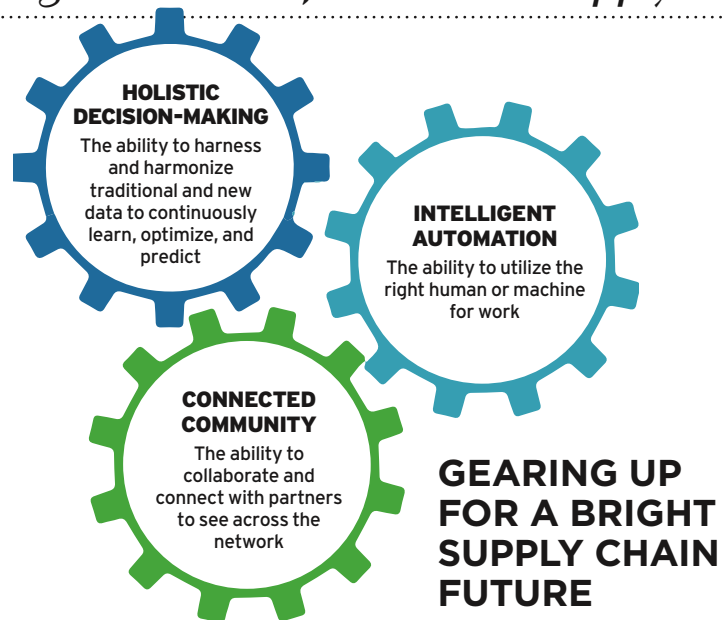 HOLISTIC
DECISION-MAKING
The ability to harness
and harmonize
traditional and new
data to continuously
learn, optimize, and
predict
INTELLIGENT
AUTOMATION
The ability to utilize the
right human or machine
for work
CONNECTED
COMMUNITY
The ability to
collaborate and
connect with partners
to see across the
network
GEARING UP
FOR A BRIGHT
SUPPLY CHAIN
FUTURE